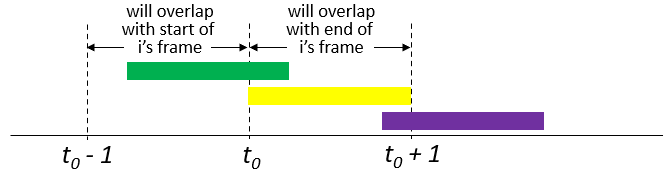 will overlap
with start of
i's frame
will overlap
with end of
i's frame
t₀ - 1
t₀
t₀ + 1